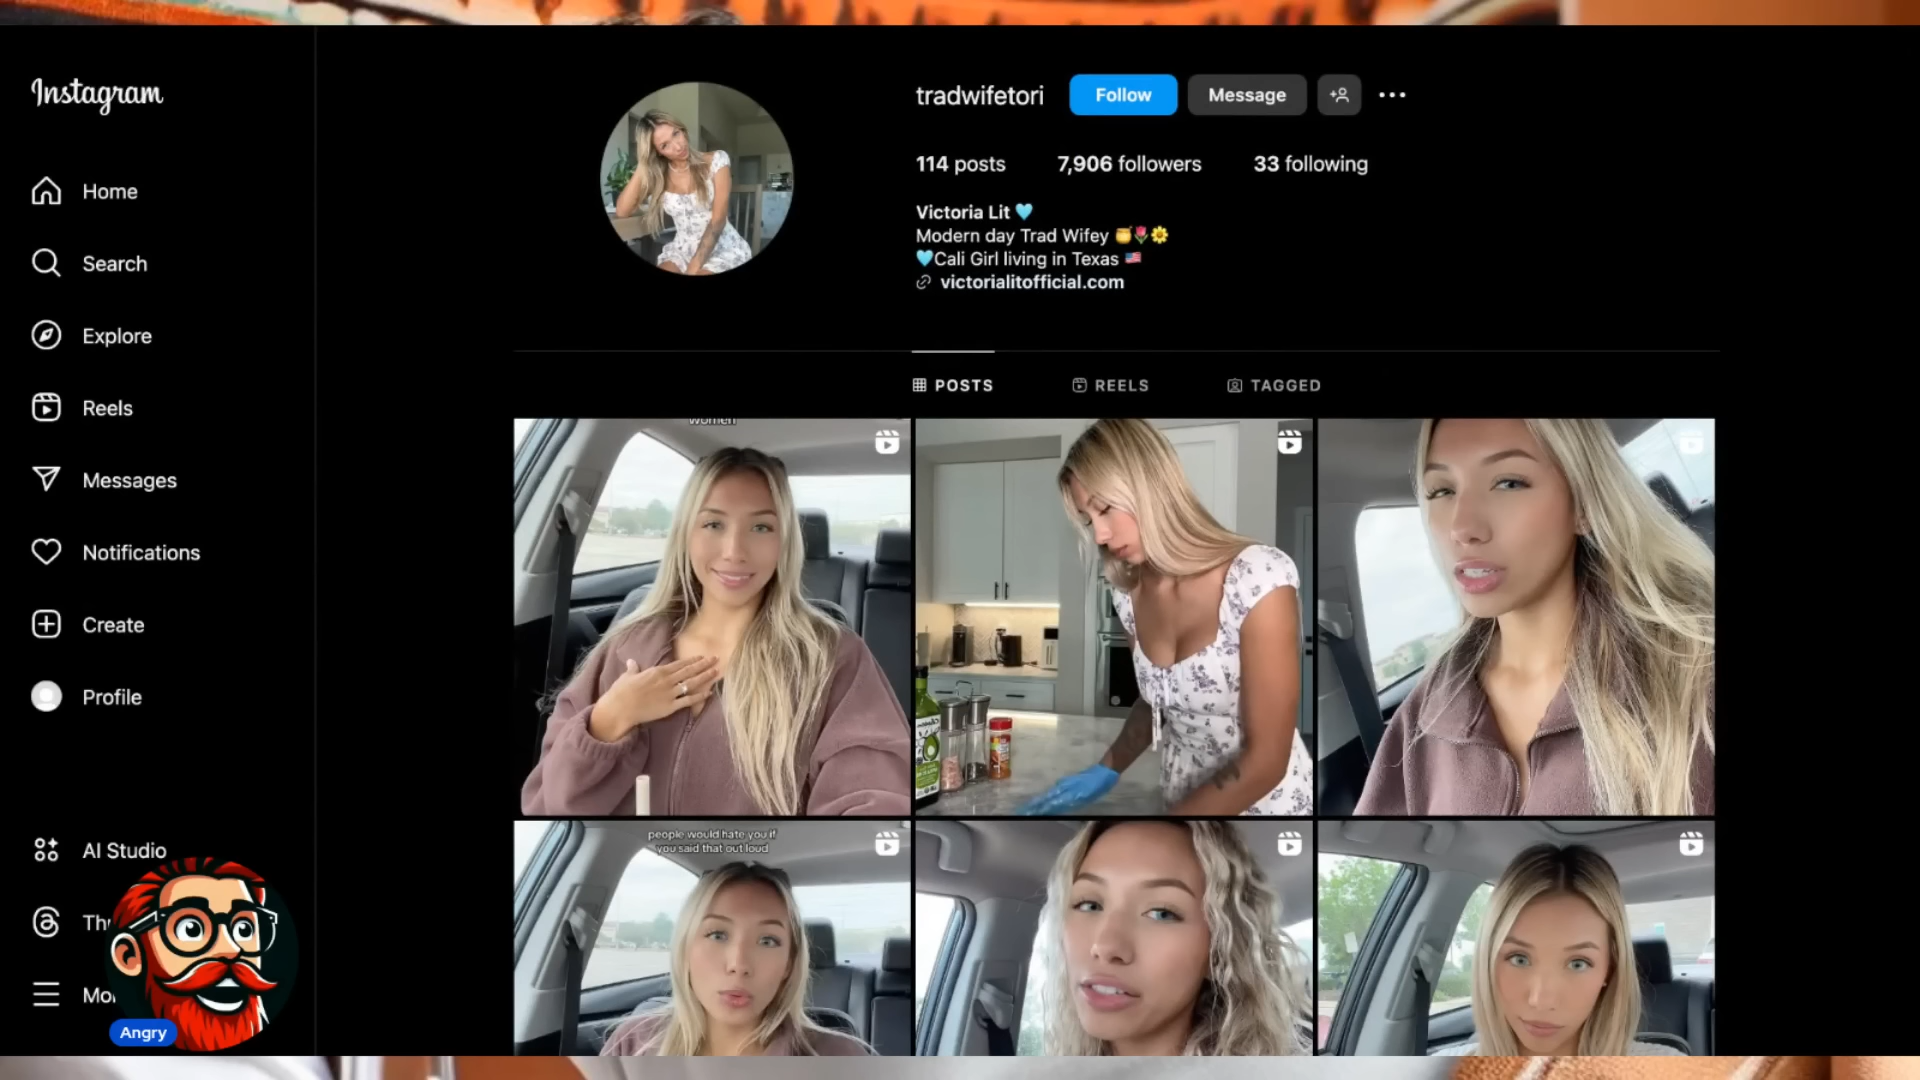 Instagram
Home
Search
Explore
Reels
Messages
Notifications
Create
Profile
AI Studio
Angry
tradwifetori
Follow
Message
114 posts
7,906 followers
33 following
Victoria Lit 🩵
Modern day Trad Wifey 🍯🌷🌼
🩵Cali Girl living in Texas 🇺🇸
victorialitofficial.com
POSTS
REELS
TAGGED
women
people would hate you if
you said that out loud